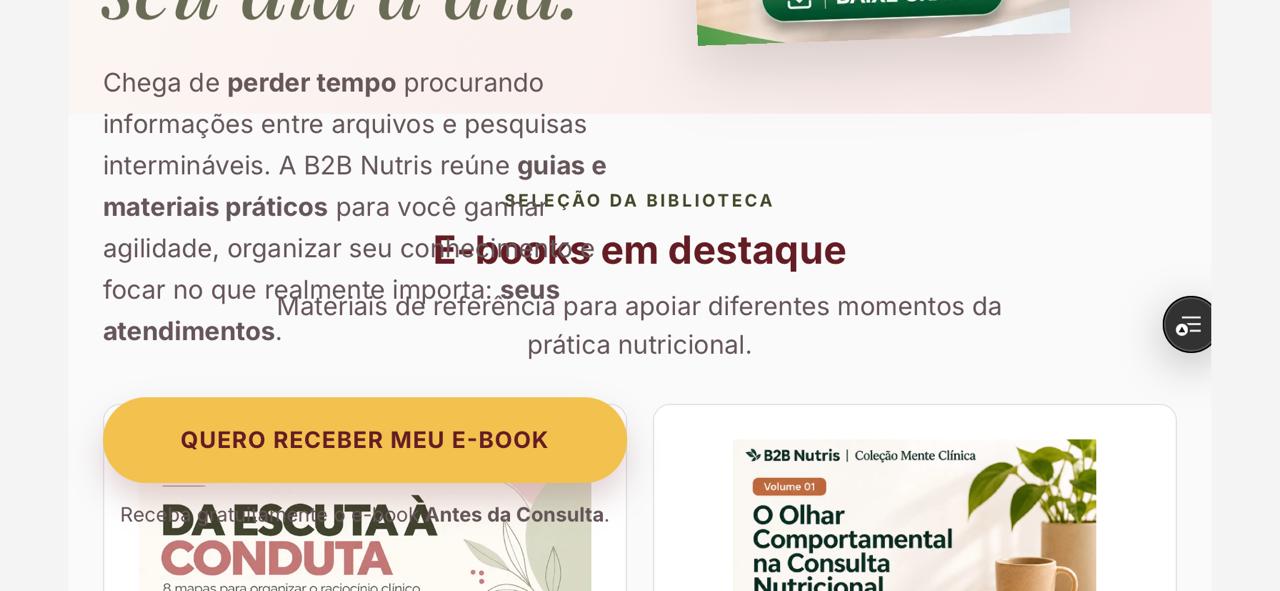 seu dia a dia.
Chega de perder tempo procurando
informações entre arquivos e pesquisas
intermináveis. A B2B Nutris reúne guias e
materiais práticos para você ganhar
agilidade, organizar seu conhecimento e
focar no que realmente importa: seus
atendimentos.
SELEÇÃO DA BIBLIOTECA
E-books em destaque
Materiais de referência para apoiar diferentes momentos da
prática nutricional.
QUERO RECEBER MEU E-BOOK
Receba gratuitamente o e-book Antes da Consulta.
DA ESCUTA À
CONDUTA
8 mapas para organizar o raciocínio clínico
B2B Nutris | Coleção Mente Clínica
Volume 01
O Olhar
Comportamental
na Consulta
Nutricional